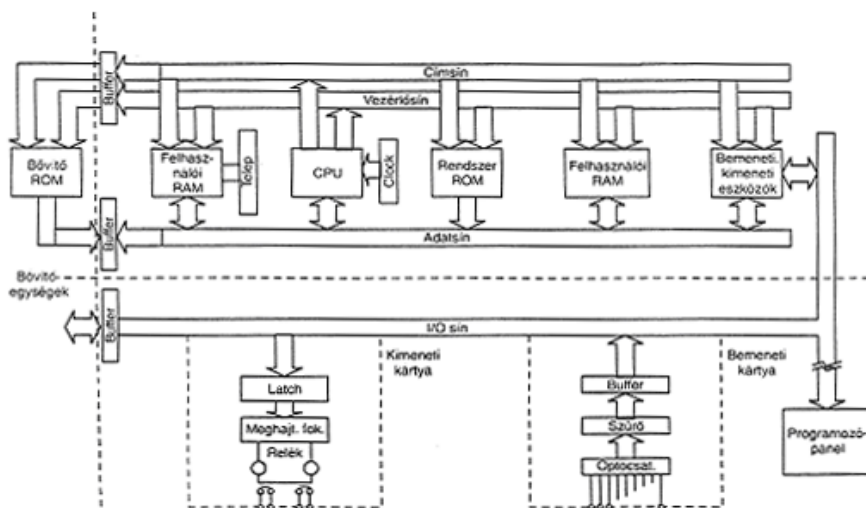 Buffer
Címsín
Vezérlősín
Bővítő
ROM
Felhasz-
nálói
RAM
Telep
CPU
Clock
Rendszer
ROM
Felhasználói
RAM
Bemeneti.
kimeneti
eszközök
Buffer
Adatsín
Bővítő-
egységek
Buffer
I/O sín
Kimeneti
kártya
Bemeneti
kártya
Latch
Meghajt. fok.
Relék
Buffer
Szűrő
Optocsat.
Programozó-
pánel